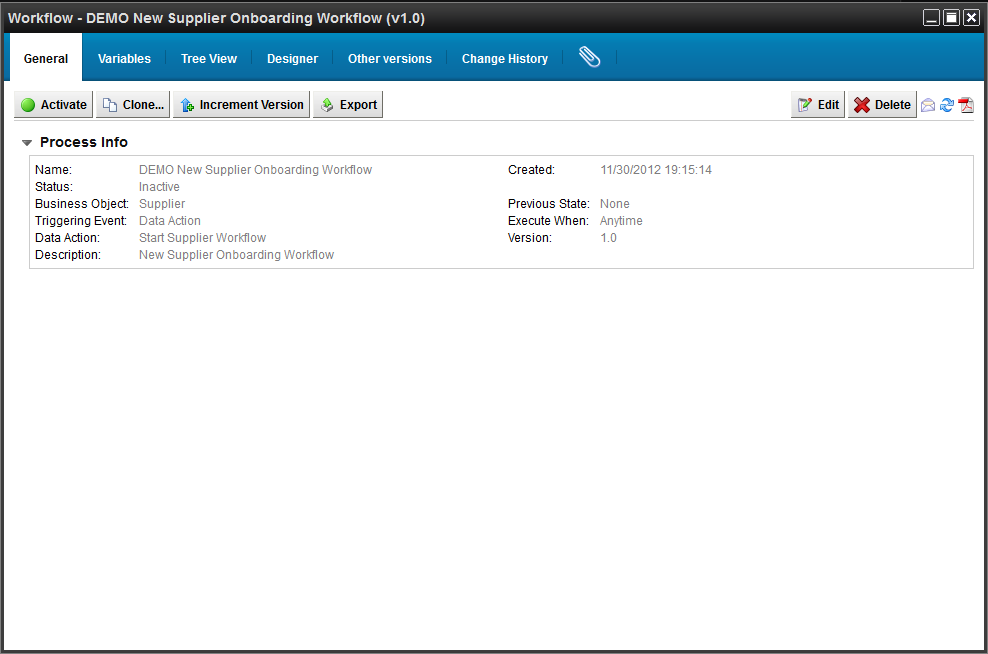 Workflow - DEMO New Supplier Onboarding Workflow (v1.0)
General Variables Tree View Designer Other versions Change History
Activate Clone... Increment Version Export Edit Delete
Process Info
Name: DEMO New Supplier Onboarding Workflow Created: 11/30/2012 19:15:14
Status: Inactive
Business Object: Supplier Previous State: None
Triggering Event: Data Action Execute When: Anytime
Data Action: Start Supplier Workflow Version: 1.0
Description: New Supplier Onboarding Workflow